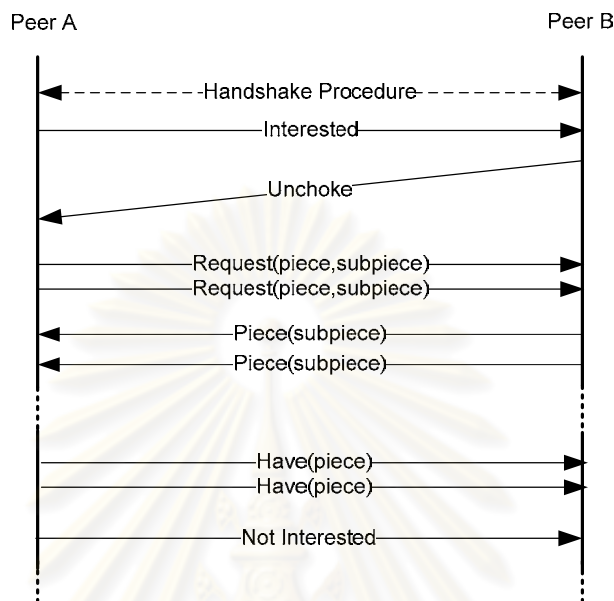 Peer A
Peer B
Handshake Procedure
Interested
Unchoke
Request(piece,subpiece)
Request(piece,subpiece)
Piece(subpiece)
Piece(subpiece)
Have(piece)
Have(piece)
Not Interested